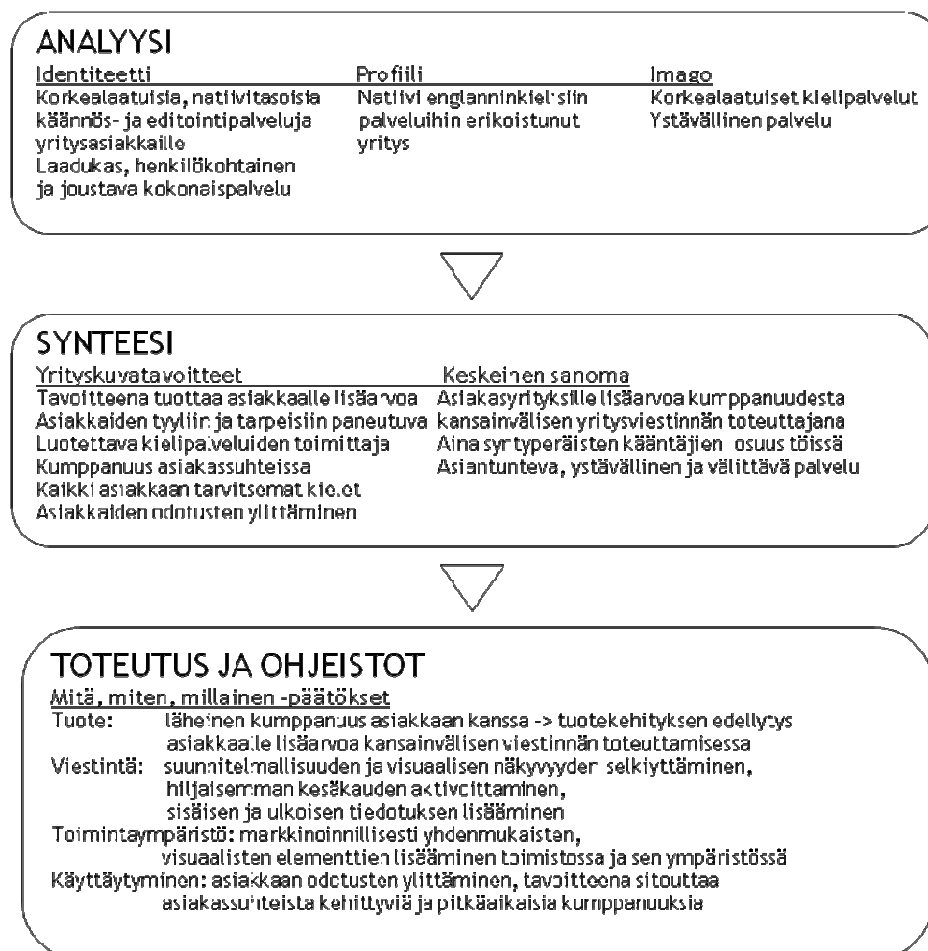 ANALYYSI
Identiteetti Profiili Imago
Korkealaatuisia, natiivitasoisia Natiivi englanninkielisiin Korkealaatuiset kielipalvelut
käännös- ja editointipalveluja palveluihin erikoistunut Ystävällinen palvelu
yritysasiakkaille yritys
Laadukas, henkilökohtainen
ja joustava kokonaispalvelu
SYNTEESI
Yrityskuvatavoitteet Keskeinen sanoma
Tavoitteena tuottaa asiakkaalle lisäarvoa Asiakasyrityksille lisäarvoa kumppanuudesta
Asiakkaiden tyyliin ja tarpeisiin paneutuva kansainvälisen yritysviestinnän toteuttajana
Luotettava kielipalveluiden toimittaja Aina syntyperäisten kääntäjien osuus töissä
Kumppanuus asiakassuhteissa Asiantunteva, ystävällinen ja välittävä palvelu
Kaikki asiakkaan tarvitsemat kielet
Asiakkaiden odotusten ylittäminen
TOTEUTUS JA OHJEISTOT
Mitä, miten, millainen -päätökset
Tuote: läheinen kumppanuus asiakkaan kanssa -> tuotekehityksen edellytys
asiakkaalle lisäarvoa kansainvälisen viestinnän toteuttamisessa
Viestintä: suunnitelmallisuuden ja visuaalisen näkyvyyden selkiyttäminen,
hiljaisemman kesäkauden aktivoittaminen,
sisäisen ja ulkoisen tiedotuksen lisääminen
Toimintaympäristö: markkinoinnillisesti yhdenmukaisten,
visuaalisten elementtien lisääminen toimistossa ja sen ympäristössä
Käyttäytyminen: asiakkaan odotusten ylittäminen, tavoitteena sitouttaa
asiakassuhteista kehittyviä ja pitkäaikaisia kumppanuuksia